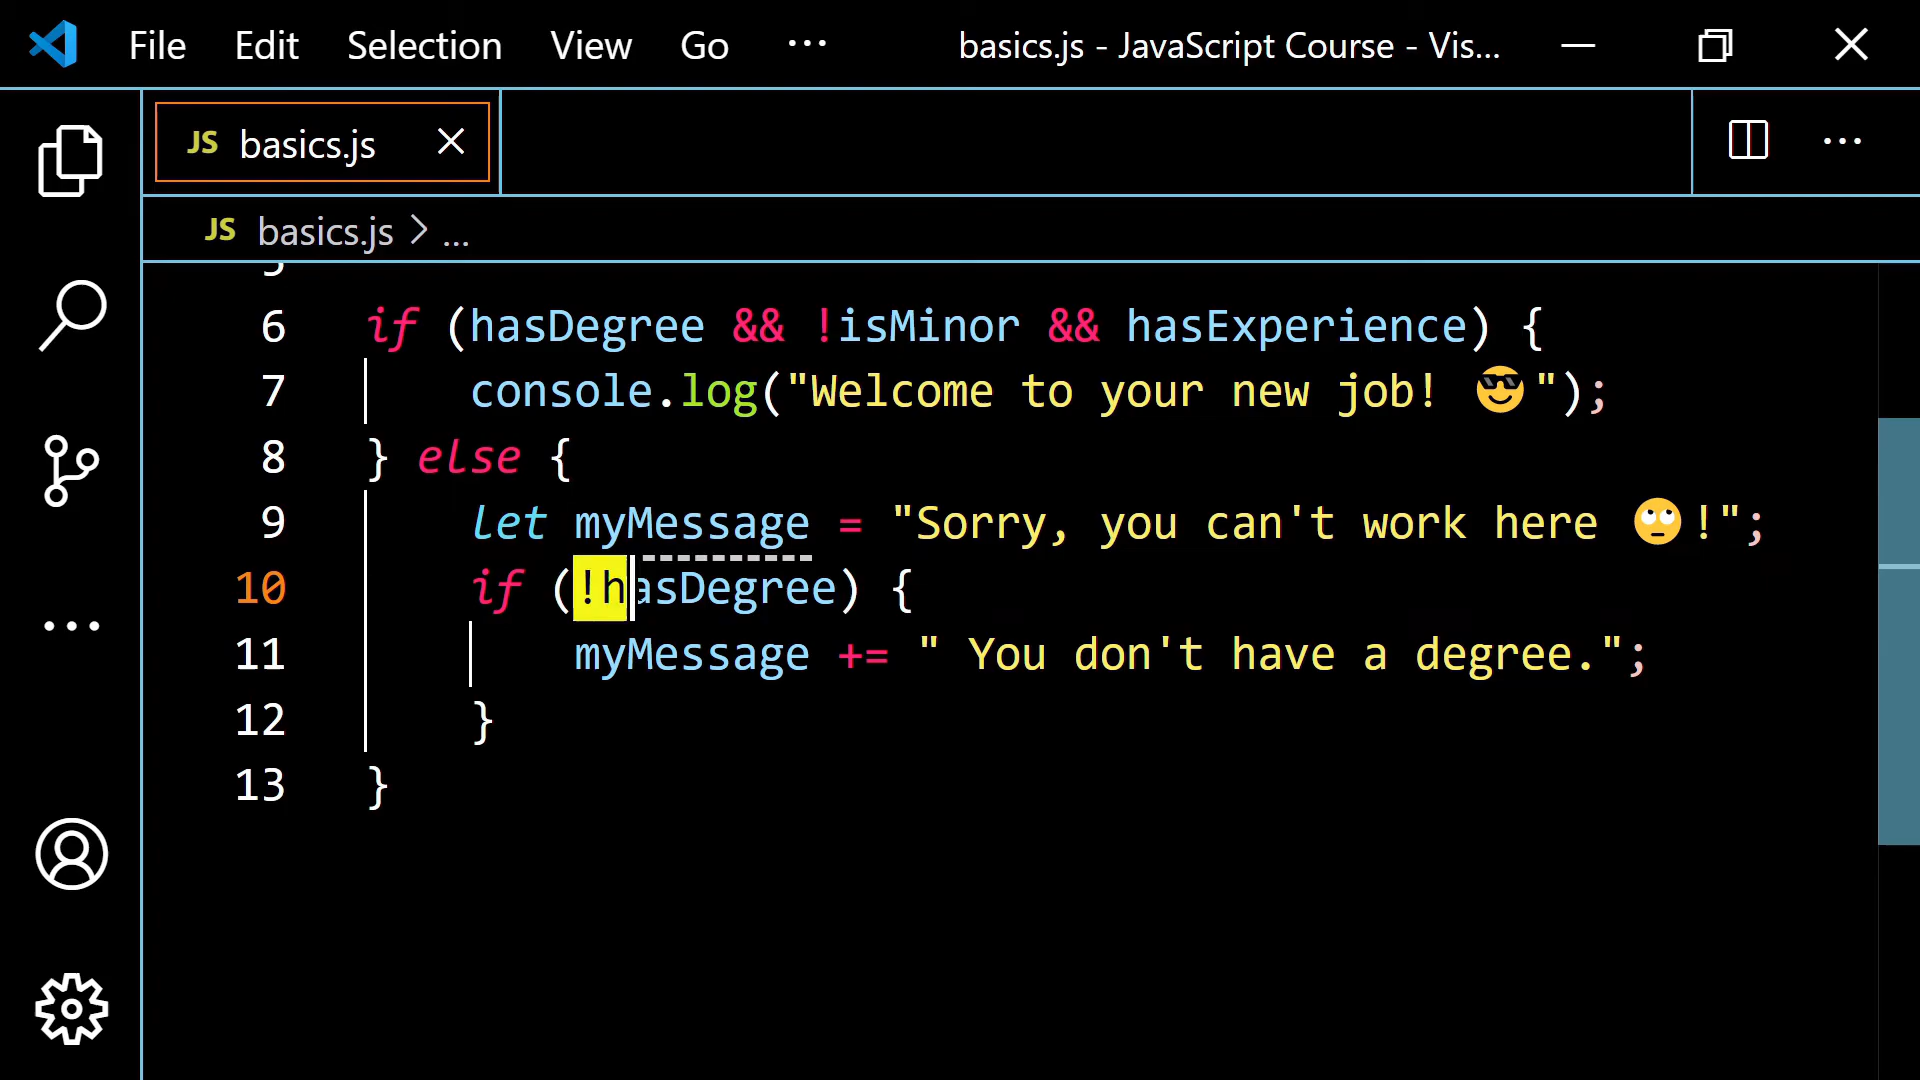 File Edit Selection View Go ··· basics.js - JavaScript Course - Vis...
JS basics.js
JS basics.js > ...
5
6 if (hasDegree && !isMinor && hasExperience) {
7 console.log("Welcome to your new job! 😎");
8 } else {
9 let myMessage = "Sorry, you can't work here 🙄!";
10 if (!hasDegree) {
11 myMessage += " You don't have a degree.";
12 }
13 }